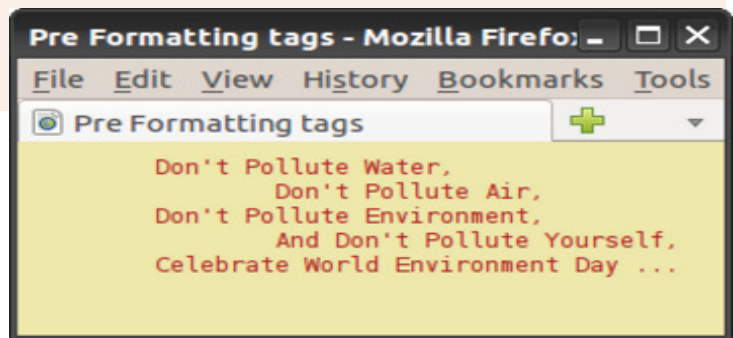 Pre Formatting tags - Mozilla Firefo
File Edit View History Bookmarks Tools
Pre Formatting tags
Don't Pollute Water,
Don't Pollute Air,
Don't Pollute Environment,
And Don't Pollute Yourself,
Celebrate World Environment Day ...